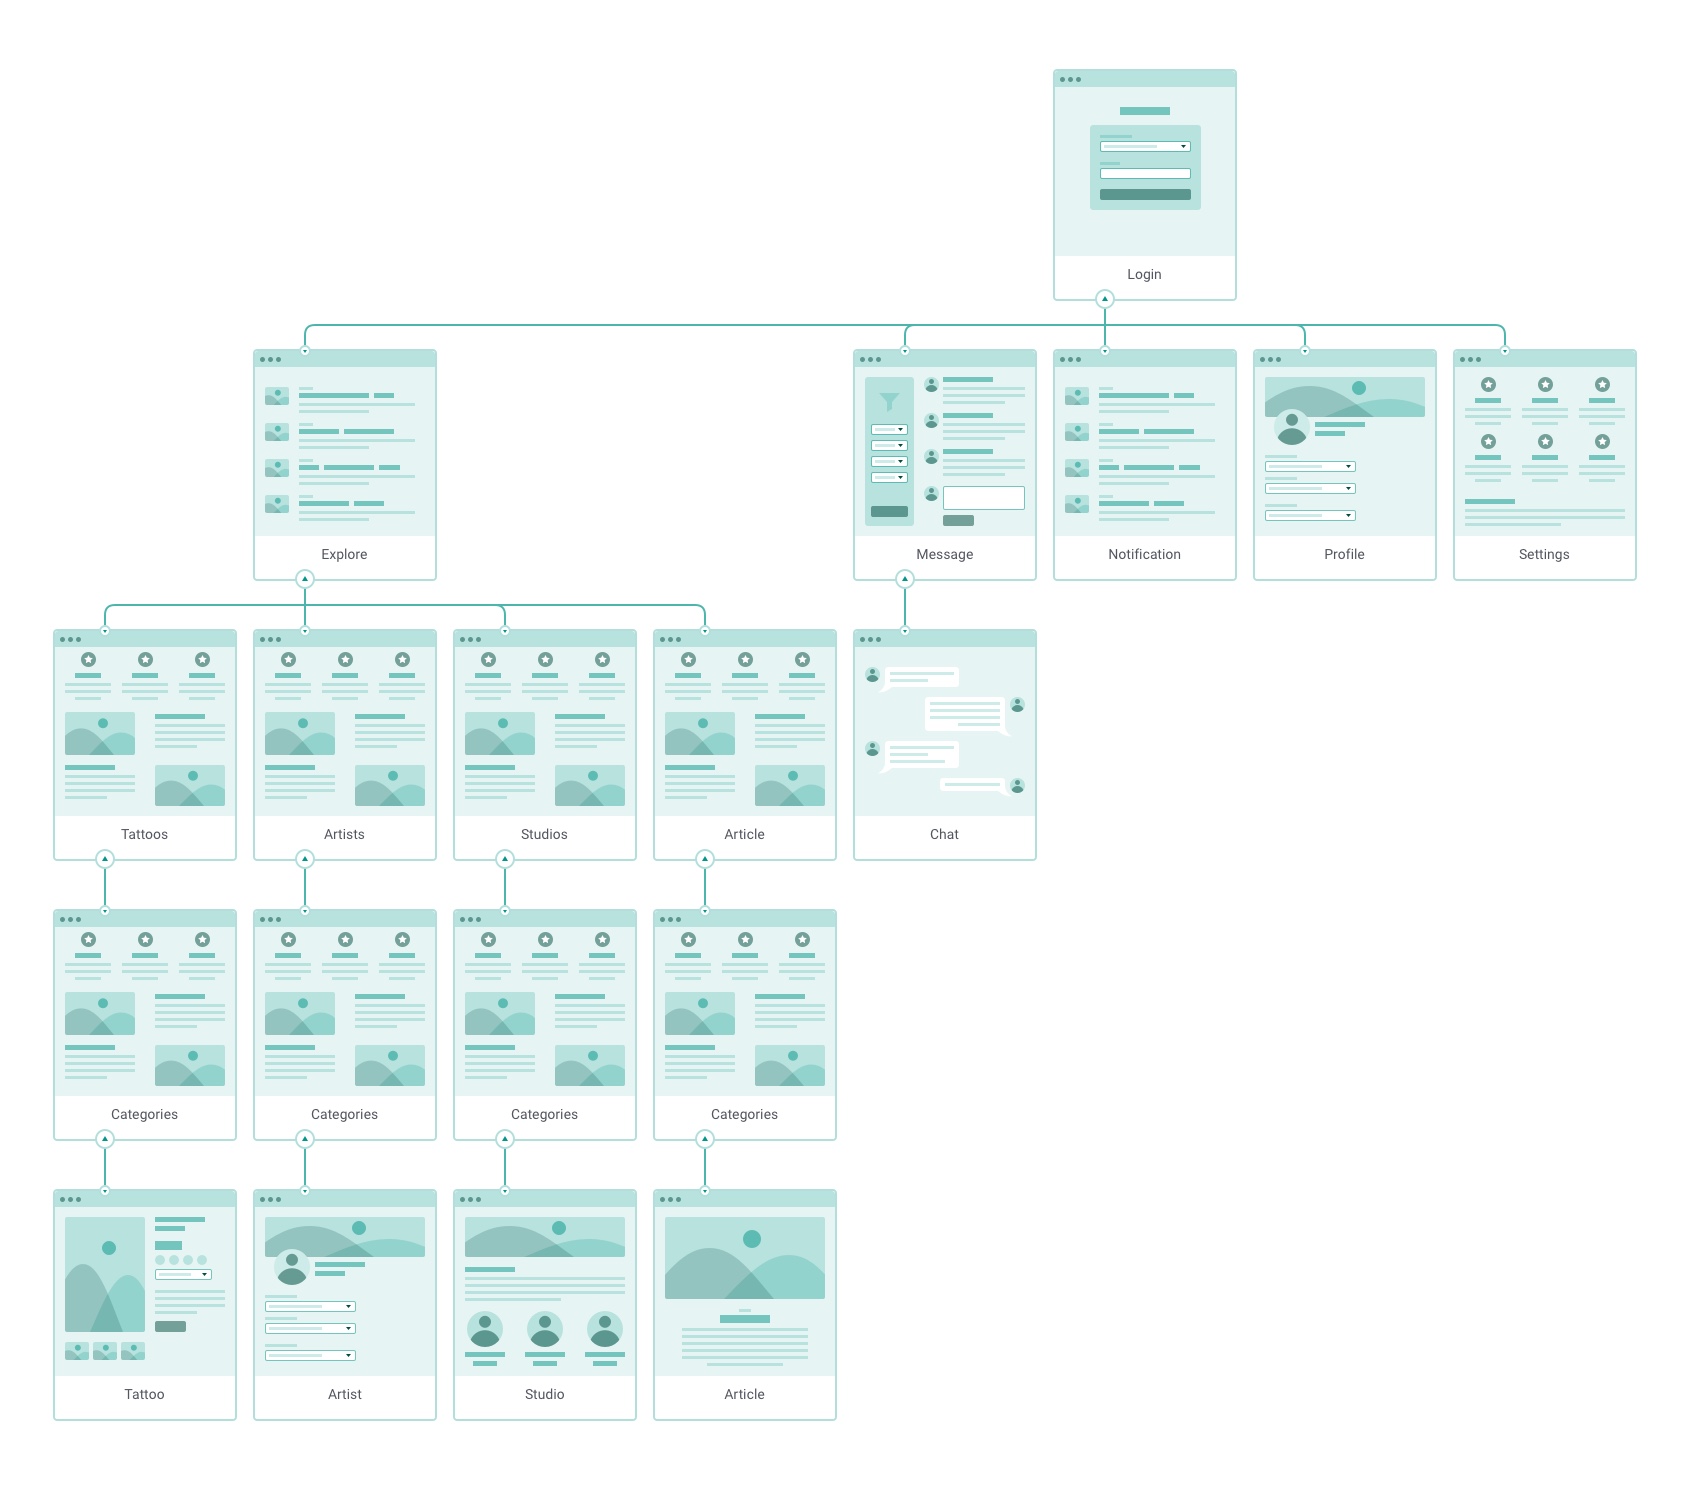 Login
Explore
Message
Notification
Profile
Settings
Tattoos
Artists
Studios
Article
Chat
Categories
Categories
Categories
Categories
Tattoo
Artist
Studio
Article